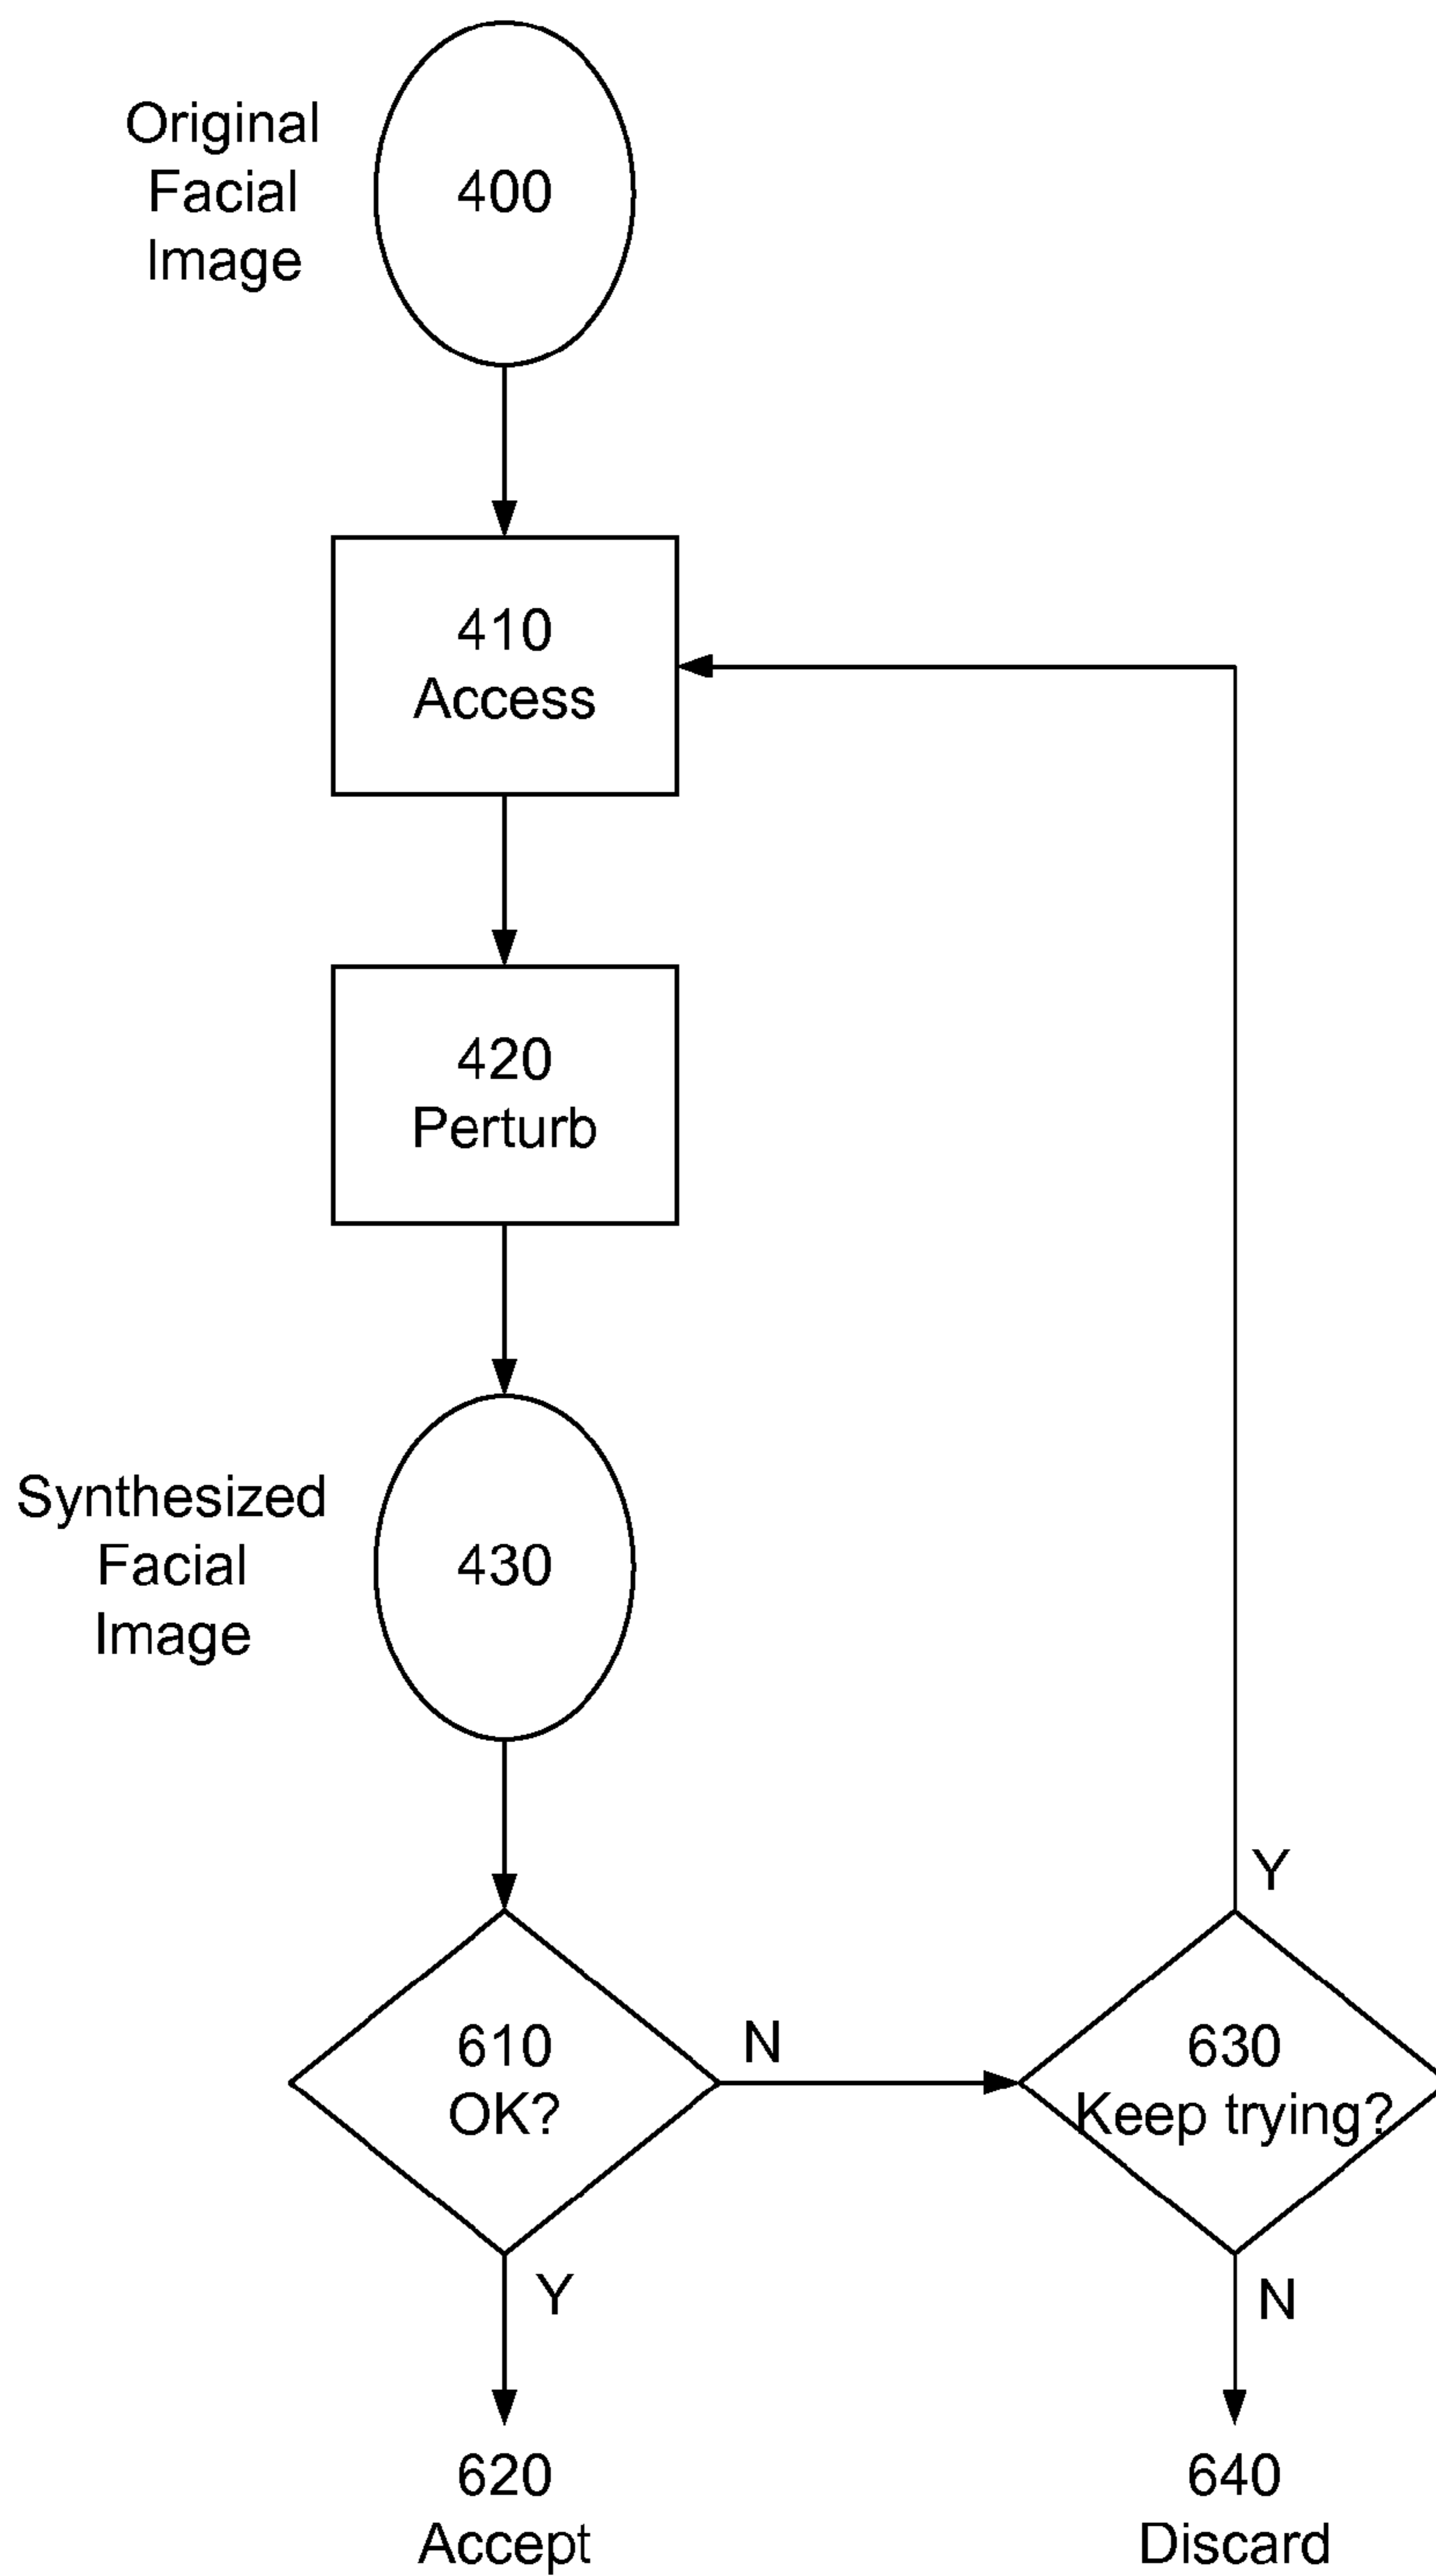 Original
Facial
Image
400
410
Access
420
Perturb
Synthesized
Facial
Image
430
610
OK?
N
Y
630
Keep trying?
Y
N
620
Accept
640
Discard